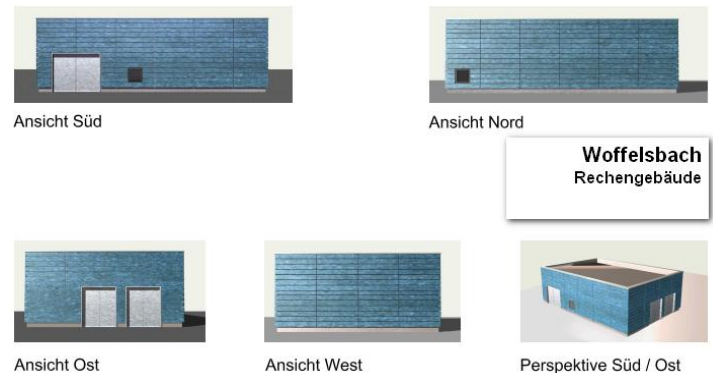 Ansicht Süd
Ansicht Nord
Woffelsbach
Rechengebäude
Ansicht Ost
Ansicht West
Perspektive Süd / Ost